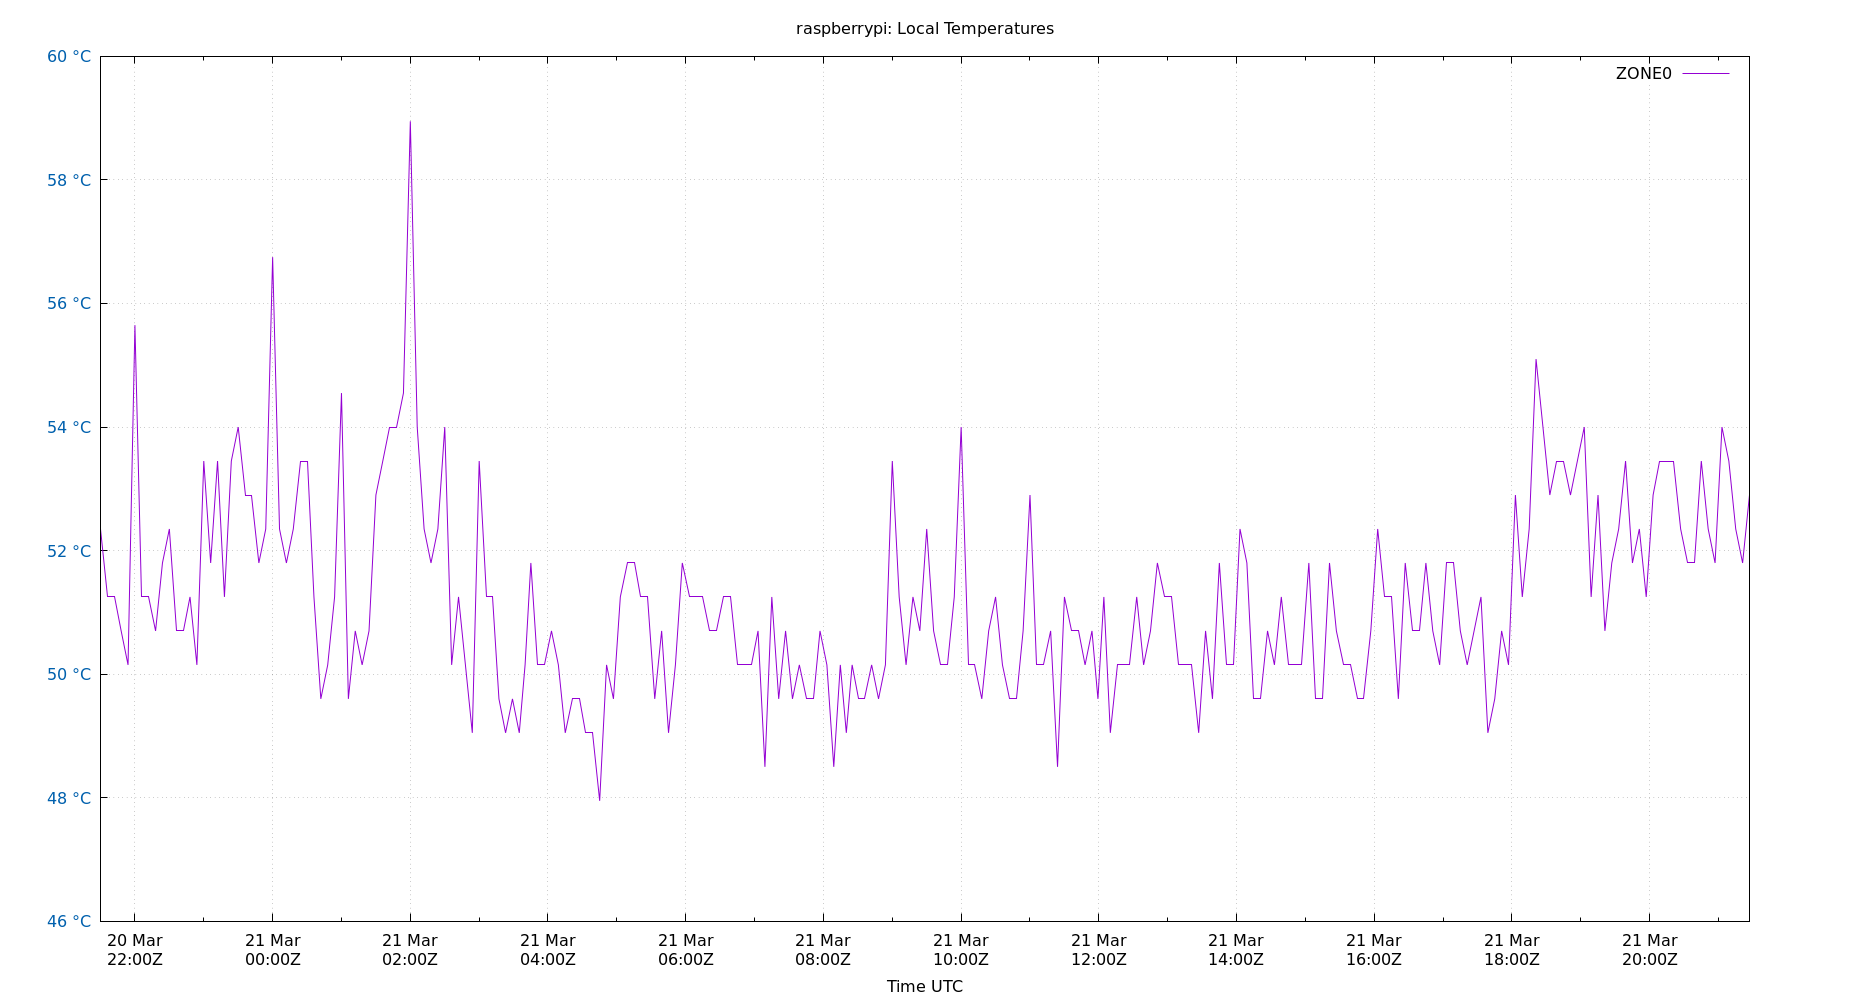 raspberrypi: Local Temperatures
ZONE0
60 °C
58 °C
56 °C
54 °C
52 °C
50 °C
48 °C
46 °C
20 Mar 21 Mar 21 Mar 21 Mar 21 Mar 21 Mar 21 Mar 21 Mar 21 Mar 21 Mar 21 Mar 21 Mar
22:00Z 00:00Z 02:00Z 04:00Z 06:00Z 08:00Z 10:00Z 12:00Z 14:00Z 16:00Z 18:00Z 20:00Z
Time UTC